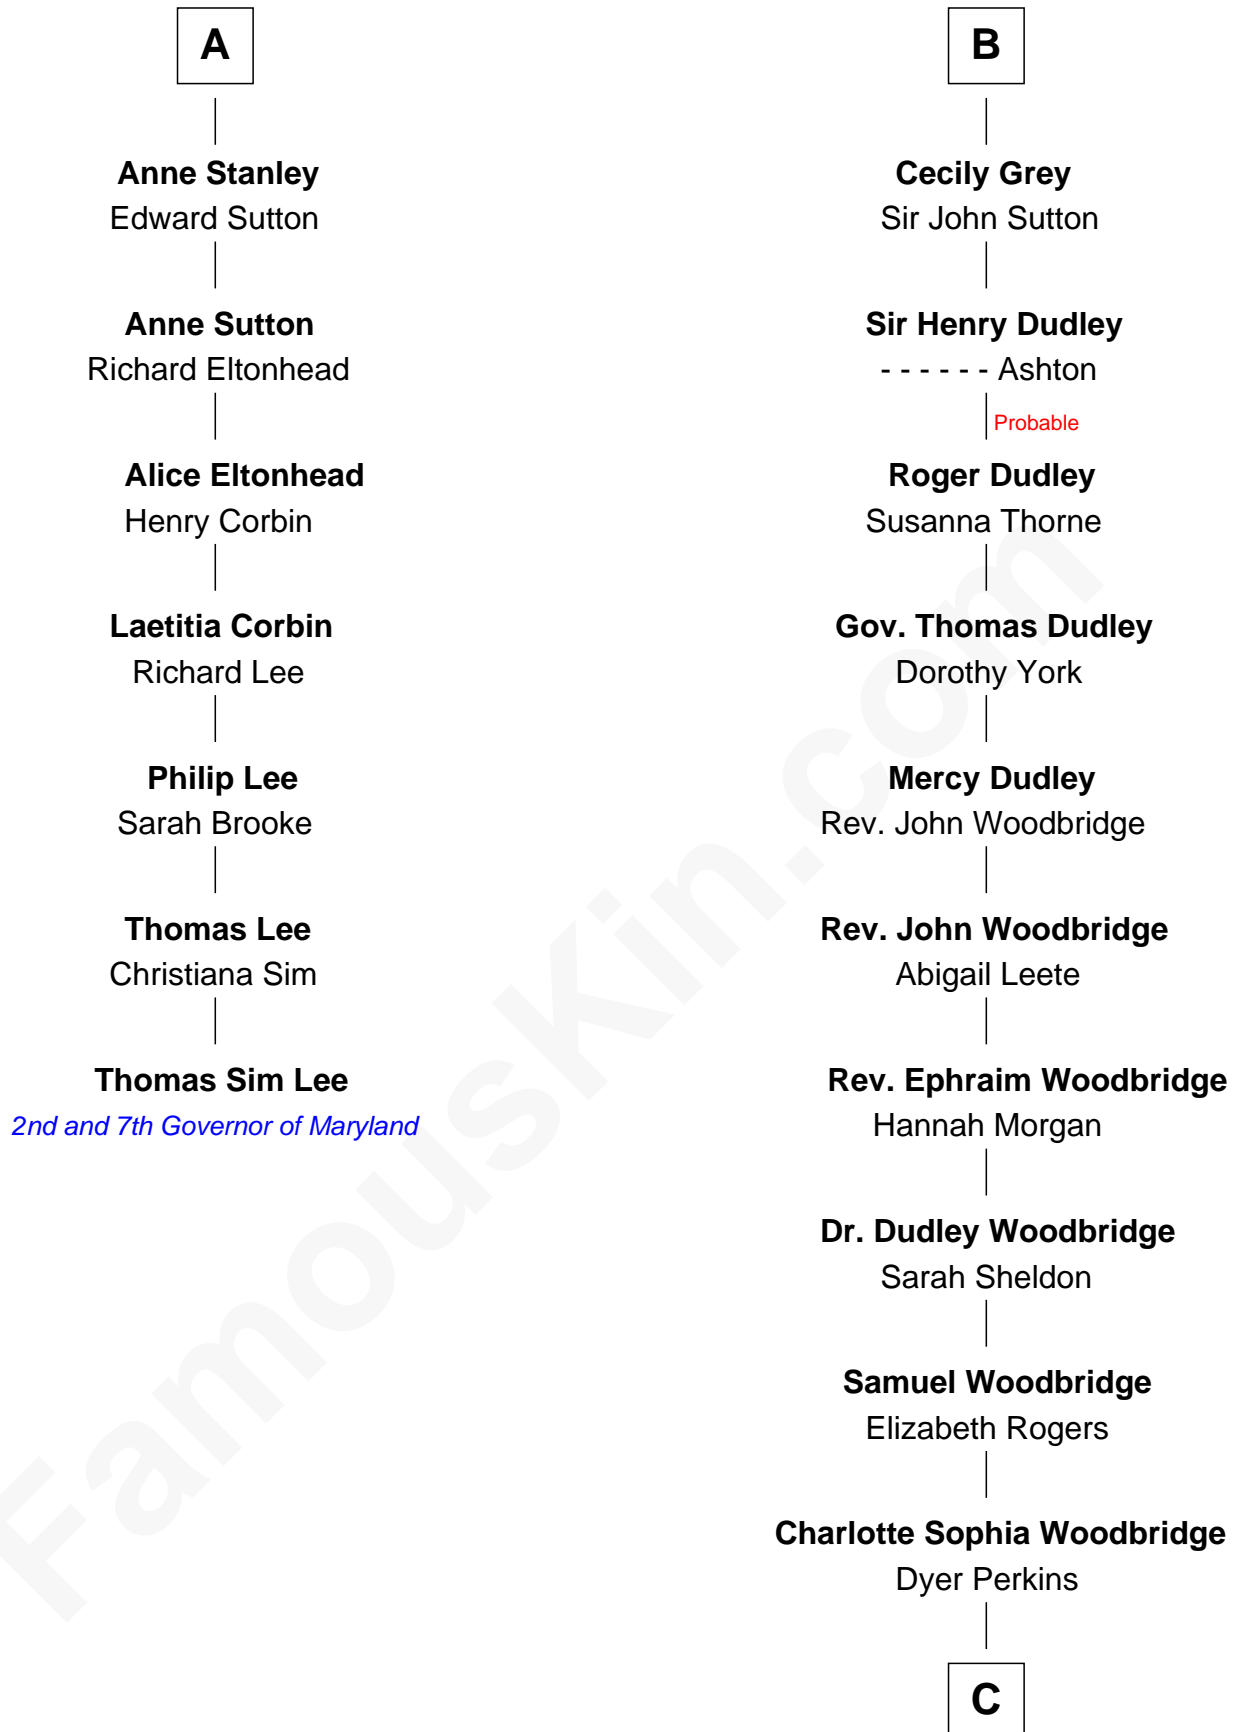 A
Anne Stanley
Edward Sutton
Anne Sutton
Richard Eltonhead
Alice Eltonhead
Henry Corbin
Laetitia Corbin
Richard Lee
Philip Lee
Sarah Brooke
Thomas Lee
Christiana Sim
Thomas Sim Lee
2nd and 7th Governor of Maryland
B
Cecily Grey
Sir John Sutton
Sir Henry Dudley
- - - - - - Ashton
Probable
Roger Dudley
Susanna Thorne
Gov. Thomas Dudley
Dorothy York
Mercy Dudley
Rev. John Woodbridge
Rev. John Woodbridge
Abigail Leete
Rev. Ephraim Woodbridge
Hannah Morgan
Dr. Dudley Woodbridge
Sarah Sheldon
Samuel Woodbridge
Elizabeth Rogers
Charlotte Sophia Woodbridge
Dyer Perkins
C
FamousKin.com